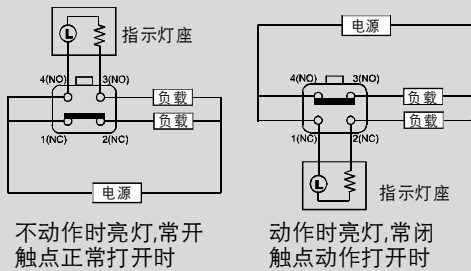 L
指示灯座
4(NO) 3(NO)
负载
负载
1(NC) 2(NC)
电源
不动作时亮灯,常开
触点正常打开时
电源
4(NO) 3(NO)
负载
负载
1(NC) 2(NC)
L
指示灯座
动作时亮灯,常闭
触点动作打开时